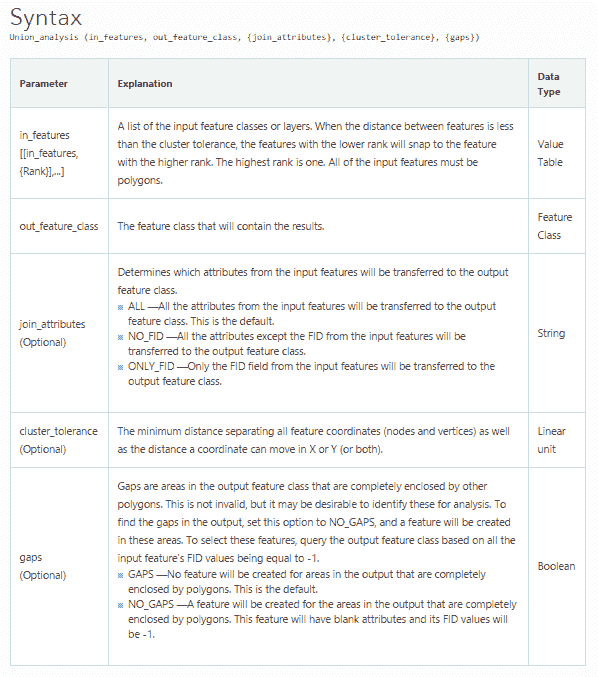 Syntax
Union_analysis (in_features, out_feature_class, {join_attributes}, {cluster_tolerance}, {gaps})
Parameter
Explanation
Data
Type
in_features
[[in_features,
{Rank}],...]
A list of the input feature classes or layers. When the distance between features is less
than the cluster tolerance, the features with the lower rank will snap to the feature
with the higher rank. The highest rank is one. All of the input features must be
polygons.
Value
Table
out_feature_class
The feature class that will contain the results.
Feature
Class
join_attributes
(Optional)
Determines which attributes from the input features will be transferred to the output
feature class.
ALL —All the attributes from the input features will be transferred to the output
feature class. This is the default.
NO_FID —All the attributes except the FID from the input features will be
transferred to the output feature class.
ONLY_FID —Only the FID field from the input features will be transferred to the
output feature class.
String
cluster_tolerance
(Optional)
The minimum distance separating all feature coordinates (nodes and vertices) as well
as the distance a coordinate can move in X or Y (or both).
Linear
unit
gaps
(Optional)
Gaps are areas in the output feature class that are completely enclosed by other
polygons. This is not invalid, but it may be desirable to identify these for analysis. To
find the gaps in the output, set this option to NO_GAPS, and a feature will be created
in these areas. To select these features, query the output feature class based on all the
input feature's FID values being equal to -1.
GAPS —No feature will be created for areas in the output that are completely
enclosed by polygons. This is the default.
NO_GAPS —A feature will be created for the areas in the output that are completely
enclosed by polygons. This feature will have blank attributes and its FID values will
be -1.
Boolean